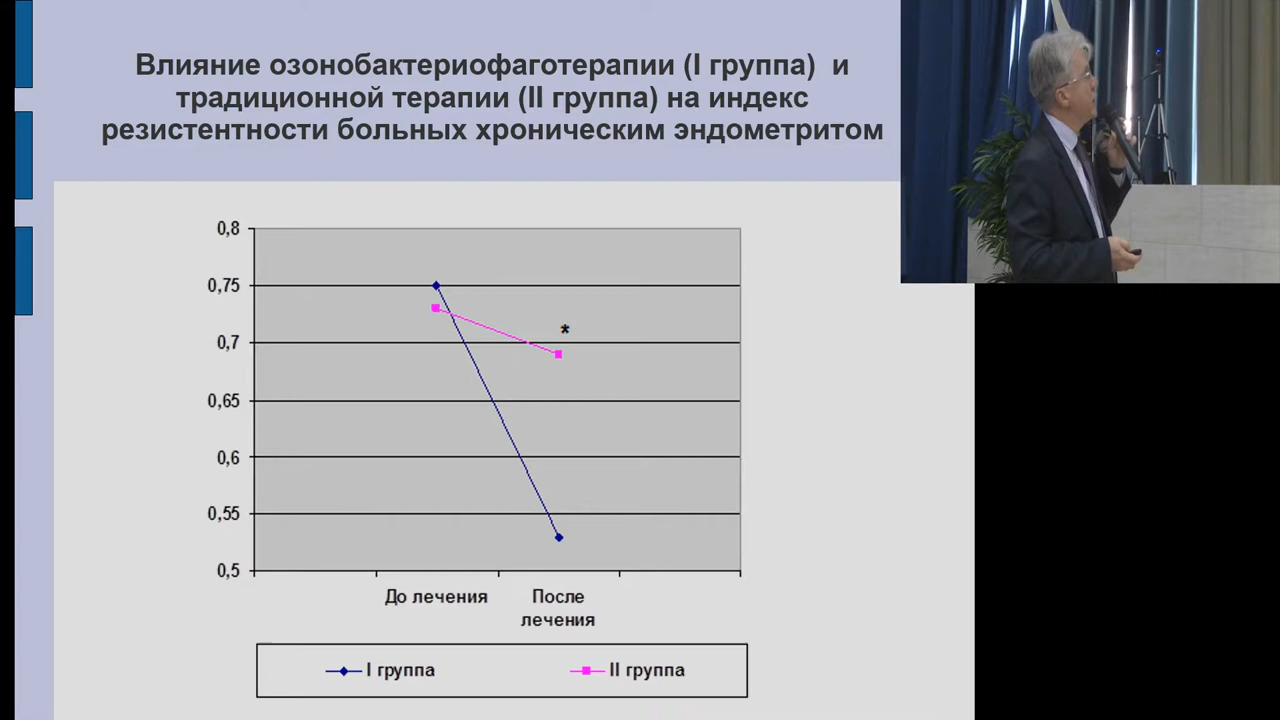 Влияние озонобактериофаготерапии (I группа) и
традиционной терапии (II группа) на индекс
резистентности больных хроническим эндометритом
0,8
0,75
0,7
0,65
0,6
0,55
0,5
*
До лечения
После
лечения
I группа
II группа